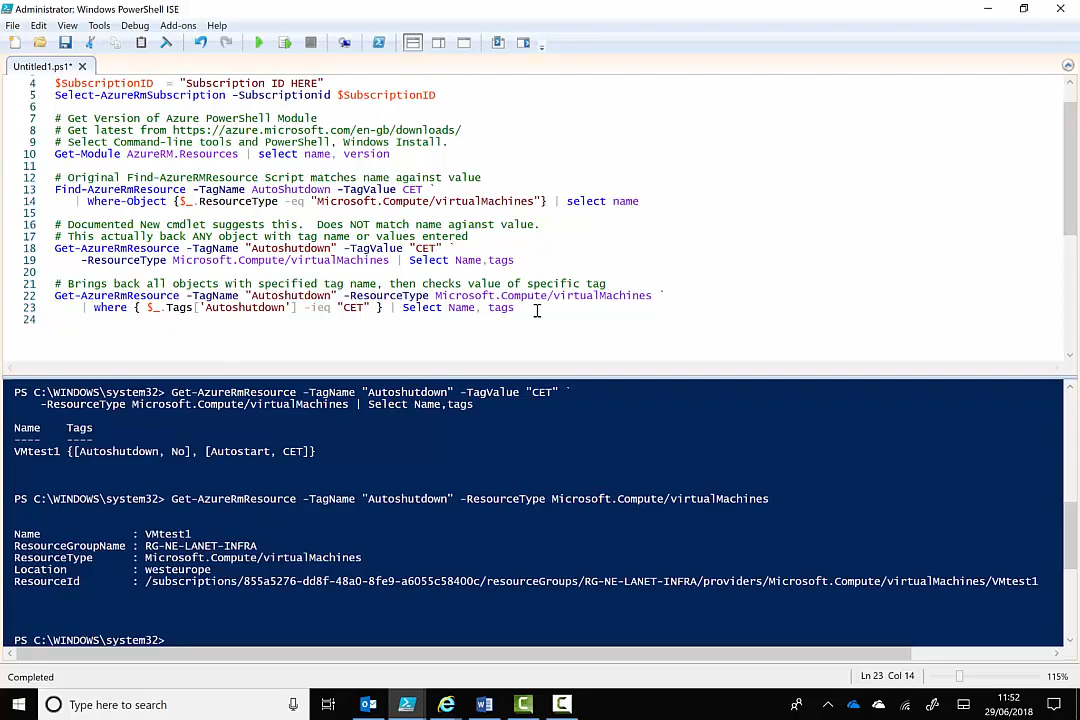 Administrator: Windows PowerShell ISE
File Edit View Tools Debug Add-ons Help
Untitled1.ps1*
4 $SubscriptionID = "Subscription ID HERE"
5 Select-AzureRmSubscription -Subscriptionid $SubscriptionID
6
7 # Get Version of Azure PowerShell Module
8 # Get latest from https://azure.microsoft.com/en-gb/downloads/
9 # Select Command-line tools and PowerShell, Windows Install.
10 Get-Module AzureRM.Resources | select name, version
11
12 # Original Find-AzureRMResource Script matches name against value
13 Find-AzureRmResource -TagName AutoShutdown -TagValue CET `
14 | Where-Object {$_.ResourceType -eq "Microsoft.Compute/virtualMachines"} | select name
15
16 # Documented New cmdlet suggests this. Does NOT match name agianst value.
17 # This actually back ANY object with tag name or values entered
18 Get-AzureRmResource -TagName "Autoshutdown" -TagValue "CET" `
19 -ResourceType Microsoft.Compute/virtualMachines | Select Name,tags
20
21 # Brings back all objects with specified tag name, then checks value of specific tag
22 Get-AzureRmResource -TagName "Autoshutdown" -ResourceType Microsoft.Compute/virtualMachines `
23 | where { $_.Tags['Autoshutdown'] -ieq "CET" } | Select Name, tags
24
PS C:\WINDOWS\system32> Get-AzureRmResource -TagName "Autoshutdown" -TagValue "CET" `
-ResourceType Microsoft.Compute/virtualMachines | Select Name,tags
Name Tags
---- ----
VMtest1 {[Autoshutdown, No], [Autostart, CET]}
PS C:\WINDOWS\system32> Get-AzureRmResource -TagName "Autoshutdown" -ResourceType Microsoft.Compute/virtualMachines
Name : VMtest1
ResourceGroupName : RG-NE-LANET-INFRA
ResourceType : Microsoft.Compute/virtualMachines
Location : westeurope
ResourceId : /subscriptions/855a5276-dd8f-48a0-8fe9-a6055c58400c/resourceGroups/RG-NE-LANET-INFRA/providers/Microsoft.Compute/virtualMachines/VMtest1
PS C:\WINDOWS\system32>
Completed Ln 23 Col 14 115%
Type here to search
11:52
29/06/2018